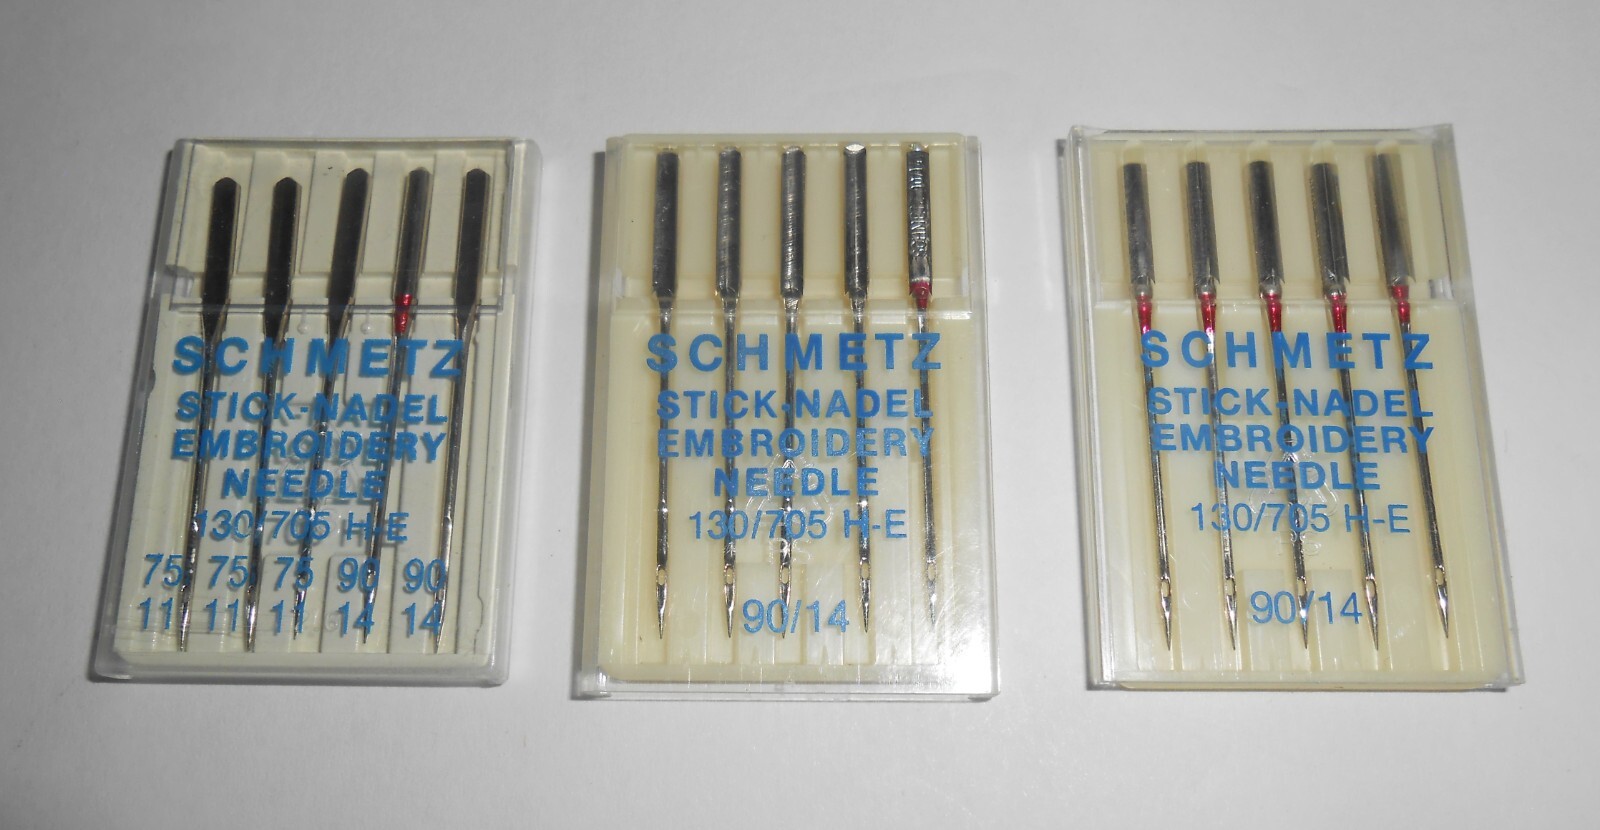 SCHMETZ
STICK-NADEL
EMBROIDERY
NEEDLE
130/705 H-E
75 75 75 90 90
11 11 11 14 14
SCHMETZ
STICK-NADEL
EMBROIDERY
NEEDLE
130/705 H-E
90/14
SCHMETZ
STICK-NADEL
EMBROIDERY
NEEDLE
130/705 H-E
90/14